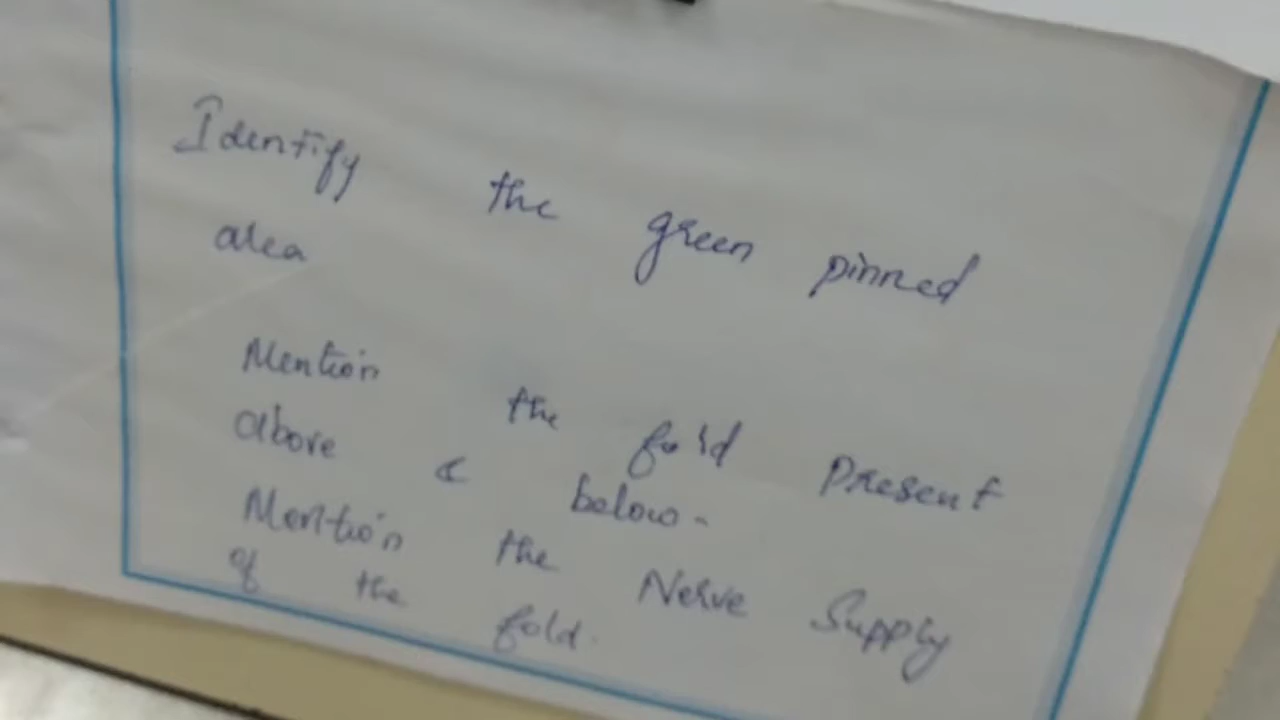 Identify the green pinned
area
Mention the fold present
above & below.
Mention the Nerve Supply
of the fold.